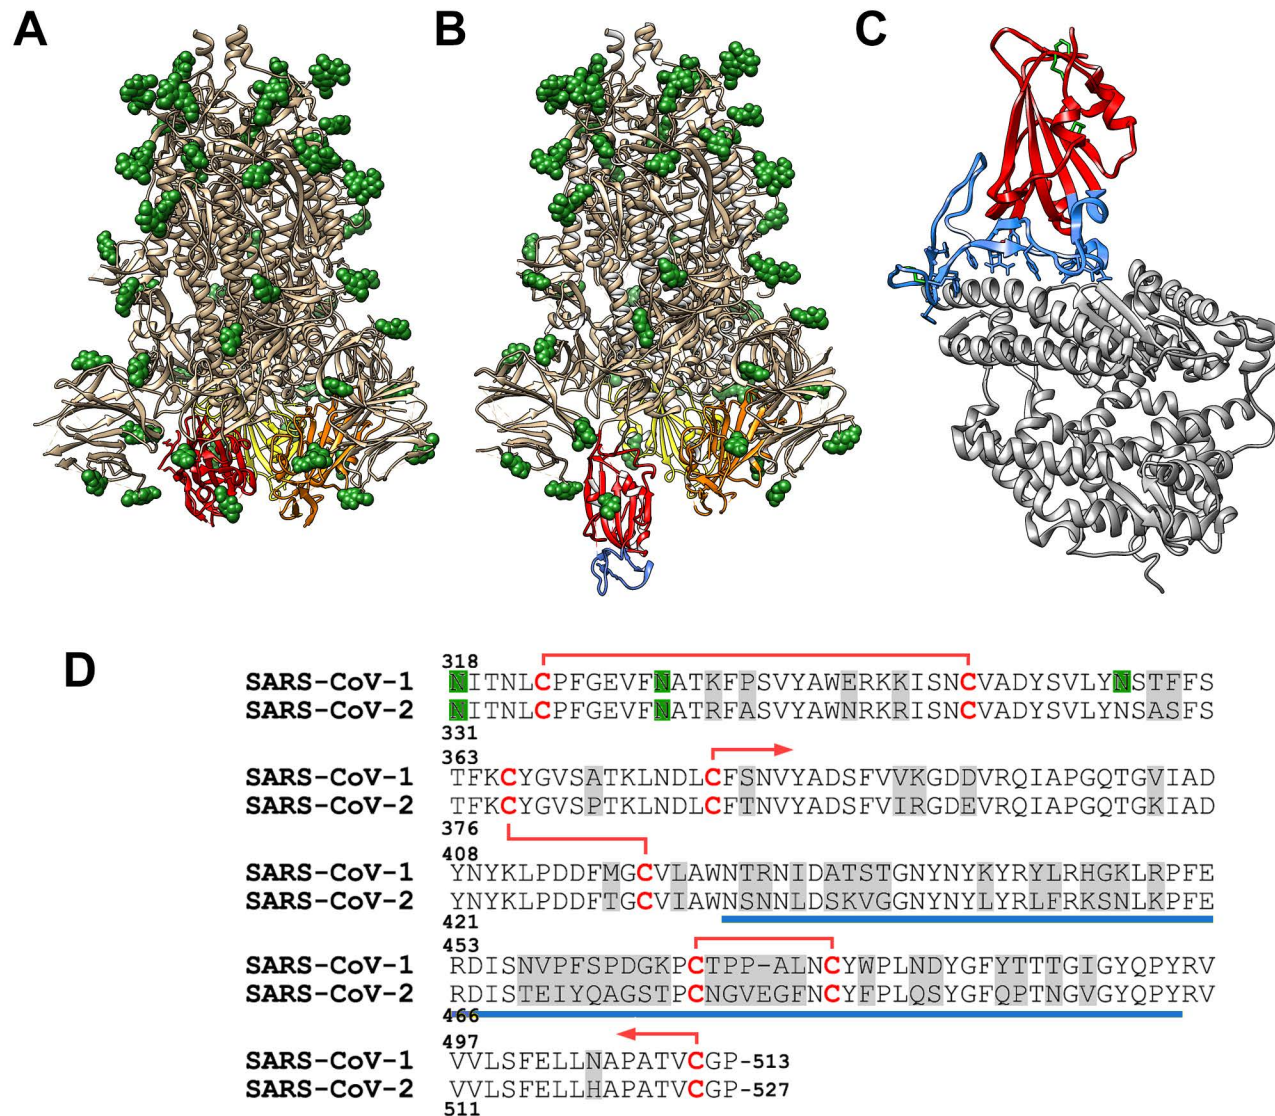 A
B
C
D
318
SARS-CoV-1 NITNLCPFGEVFNATKFPSVYAWERKKISNCVADYSVLYNSTFFS
SARS-CoV-2 NITNLCPFGEVFNATRFASVYAWNRKRISNCVADYSVLYNSASFS
331
363
SARS-CoV-1 TFKCYGVSATKLNDLCFSNVYADSFVVKGDDVRQIAPGQTGVIAD
SARS-CoV-2 TFKCYGVSPTKLNDLCFTNVYADSFVIRGDEVRQIAPGQTGKIAD
376
408
SARS-CoV-1 YNYKLPDDFMGCVLAWNTRNIDATSTGNYNYKYRYLRHGKLRPFE
SARS-CoV-2 YNYKLPDDFTGCVIAWNSNNLDSKVGGNYNYLYRLFRKSNLKPFE
421
453
SARS-CoV-1 RDISNVPFSPDGKPCTPP-ALNCYWPLNDYGFYTTTGIGYQPYRV
SARS-CoV-2 RDISTEIYQAGSTPCNGVEGFNCYFPLQSYGFQPTNGVGYQPYRV
466
497
SARS-CoV-1 VVLSFELLNAPATVCGP-513
SARS-CoV-2 VVLSFELLHAPATVCGP-527
511